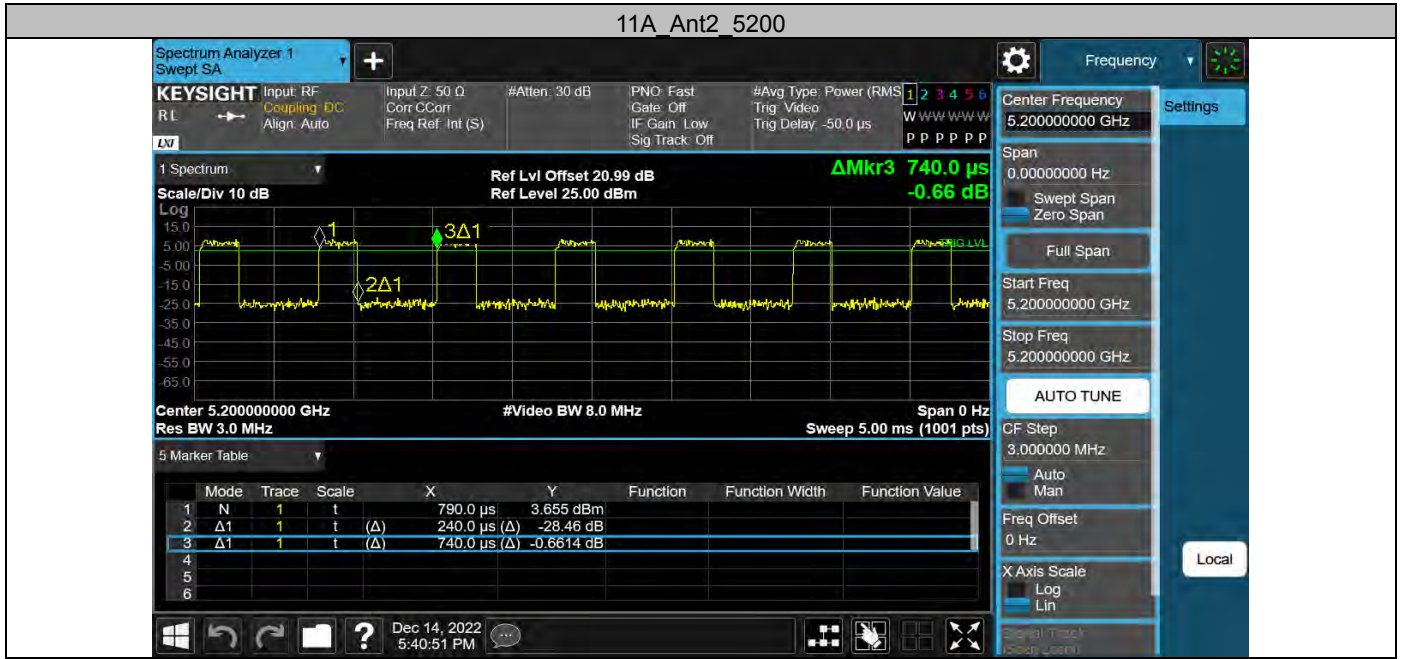 11A_Ant2_5200
Spectrum Analyzer 1
Swept SA
+
Frequency
KEYSIGHT
RL
LXI
Input: RF
Coupling: DC
Align: Auto
Input Z: 50 Ω
Corr CCorr
Freq Ref: Int (S)
#Atten: 30 dB
PNO: Fast
Gate: Off
IF Gain: Low
Sig Track: Off
#Avg Type: Power (RMS
Trig: Video
Trig Delay: -50.0 µs
1 2 3 4 5 6
W W W W W W
P P P P P P
Center Frequency
5.200000000 GHz
Settings
Span
0.00000000 Hz
Swept Span
Zero Span
Full Span
Start Freq
5.200000000 GHz
Stop Freq
5.200000000 GHz
AUTO TUNE
CF Step
3.000000 MHz
Auto
Man
Freq Offset
0 Hz
X Axis Scale
Log
Lin
Signal Track
(Span Zoom)
Local
1 Spectrum
Scale/Div 10 dB
Ref Lvl Offset 20.99 dB
Ref Level 25.00 dBm
ΔMkr3 740.0 µs
-0.66 dB
Log
15.0
5.00
-5.00
-15.0
-25.0
-35.0
-45.0
-55.0
-65.0
1
3Δ1
2Δ1
TRIG LVL
Center 5.200000000 GHz
#Video BW 8.0 MHz
Span 0 Hz
Res BW 3.0 MHz
Sweep 5.00 ms (1001 pts)
5 Marker Table
Mode Trace Scale X Y Function Function Width Function Value
1 N 1 t 790.0 µs 3.655 dBm
2 Δ1 1 t (Δ) 240.0 µs (Δ) -28.46 dB
3 Δ1 1 t (Δ) 740.0 µs (Δ) -0.6614 dB
4
5
6
?
Dec 14, 2022
5:40:51 PM